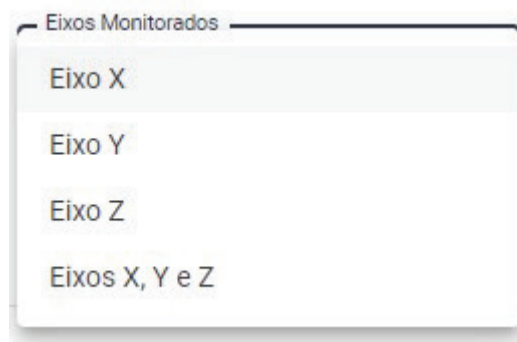 Eixos Monitorados
Eixo X
Eixo Y
Eixo Z
Eixos X, Y e Z